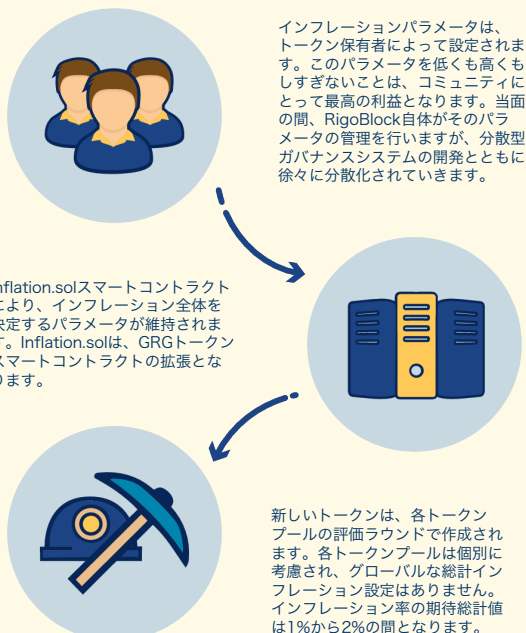 インフレーションパラメータは、
トークン保有者によって設定されま
す。このパラメータを低くも高くも
しすぎないことは、コミュニティに
とって最高の利益となります。当面
の間、RigoBlock自体がそのパラ
メータの管理を行いますが、分散型
ガバナンスシステムの開発とともに
徐々に分散化されていきます。
nflation.solスマートコントラクト
により、インフレーション全体を
決定するパラメータが維持されま
す。Inflation.solは、GRGトークン
スマートコントラクトの拡張とな
ります。
新しいトークンは、各トークン
プールの評価ラウンドで作成され
ます。各トークンプールは個別に
考慮され、グローバルな総計イン
フレーション設定はありません。
インフレーション率の期待総計値
は1%から2%の間となります。